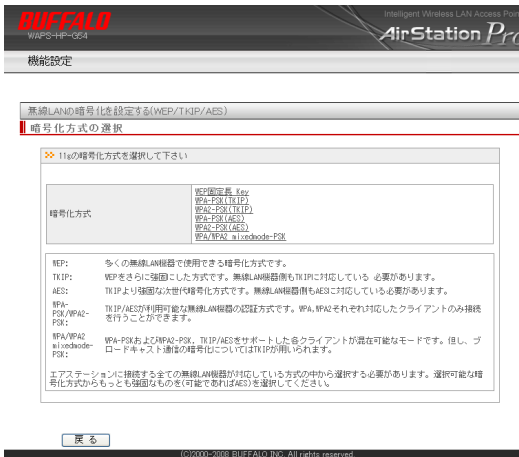 BUFFALO
WAPS-HP-G54
Intelligent Wireless LAN Access Poin
AirStation Pro
機能設定
無線LANの暗号化を設定する(WEP/TKIP/AES)
暗号化方式の選択
11gの暗号化方式を選択して下さい
暗号化方式
WEP固定長 Key
WPA-PSK(TKIP)
WPA2-PSK(TKIP)
WPA-PSK(AES)
WPA2-PSK(AES)
WPA/WPA2 mixedmode-PSK
WEP: 多くの無線LAN機器で使用できる暗号化方式です。
TKIP: WEPをさらに強固にした方式です。無線LAN機器側もTKIPに対応している 必要があります。
AES: TKIPより強固な次世代暗号化方式です。無線LAN機器側もAESに対応している必要があります。
WPA-PSK/WPA2-PSK: TKIP/AESが利用可能な無線LAN機器の認証方式です。WPA,WPA2それぞれ対応したクライアントのみ接続
を行うことができます。
WPA/WPA2 mixedmode-PSK: WPA-PSKおよびWPA2-PSK, TKIP/AESをサポートした各クライアントが混在可能なモードです。但し、ブ
ロードキャスト通信の暗号化についてはTKIPが用いられます。
エアステーションに接続する全ての無線LAN機器が対応している方式の中から選択する必要があります。選択可能な暗
号化方式からもっとも強固なものを(可能であればAES)を選択してください。
戻る
(C)2000-2008 BUFFALO INC. All rights reserved.